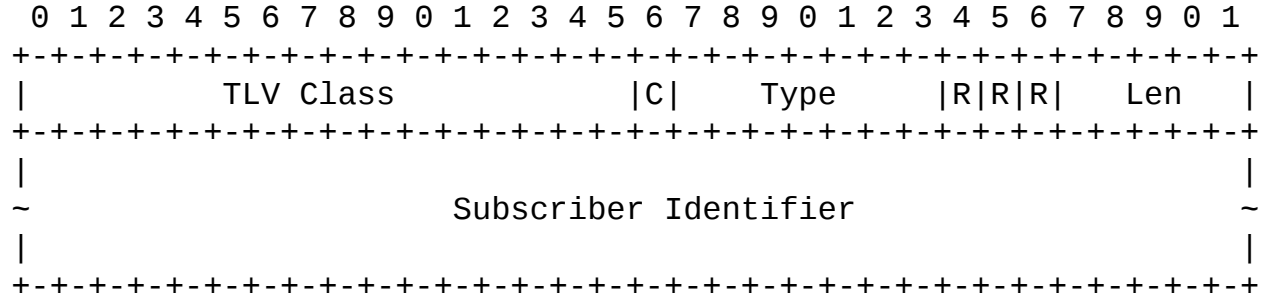 0 1 2 3 4 5 6 7 8 9 0 1 2 3 4 5 6 7 8 9 0 1 2 3 4 5 6 7 8 9 0 1
+-+-+-+-+-+-+-+-+-+-+-+-+-+-+-+-+-+-+-+-+-+-+-+-+-+-+-+-+-+-+-+-+
|          TLV Class            |C|    Type     |R|R|R|   Len   |
+-+-+-+-+-+-+-+-+-+-+-+-+-+-+-+-+-+-+-+-+-+-+-+-+-+-+-+-+-+-+-+-+
|                                                               |
~                      Subscriber Identifier                    ~
|                                                               |
+-+-+-+-+-+-+-+-+-+-+-+-+-+-+-+-+-+-+-+-+-+-+-+-+-+-+-+-+-+-+-+-+